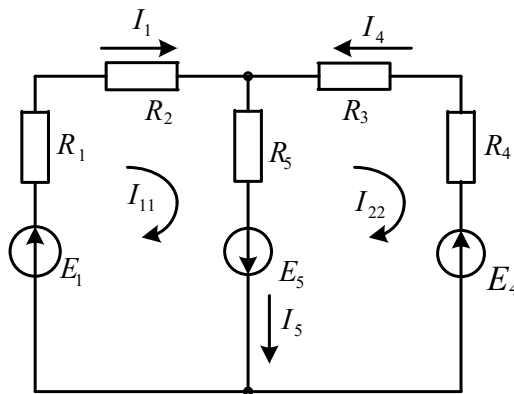 I₁ I₄
R₂ R₃
R₁ R₅ R₄
I₁₁ I₂₂
E₁ E₅ E₄
I₅